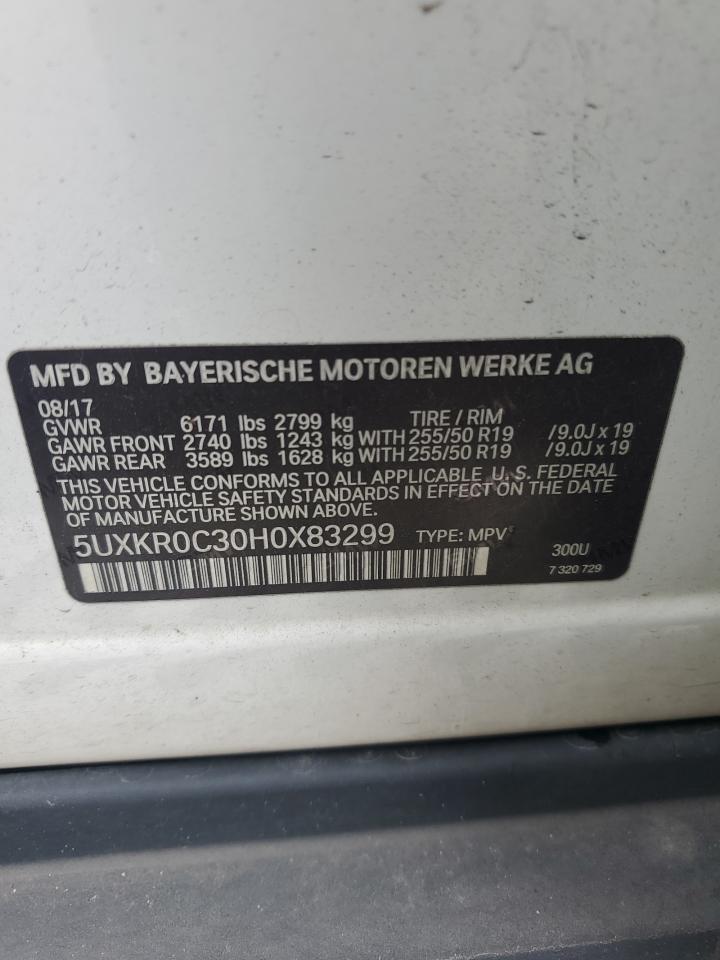 MFD BY BAYERISCHE MOTOREN WERKE AG
08/17
GVWR 6171 lbs 2799 kg TIRE / RIM
GAWR FRONT 2740 lbs 1243 kg WITH 255/50 R19 /9.0J x 19
GAWR REAR 3589 lbs 1628 kg WITH 255/50 R19 /9.0J x 19
THIS VEHICLE CONFORMS TO ALL APPLICABLE U. S. FEDERAL
MOTOR VEHICLE SAFETY STANDARDS IN EFFECT ON THE DATE
OF MANUFACTURE SHOWN ABOVE.
5UXKR0C30H0X83299 TYPE: MPV
300U
7 320 729